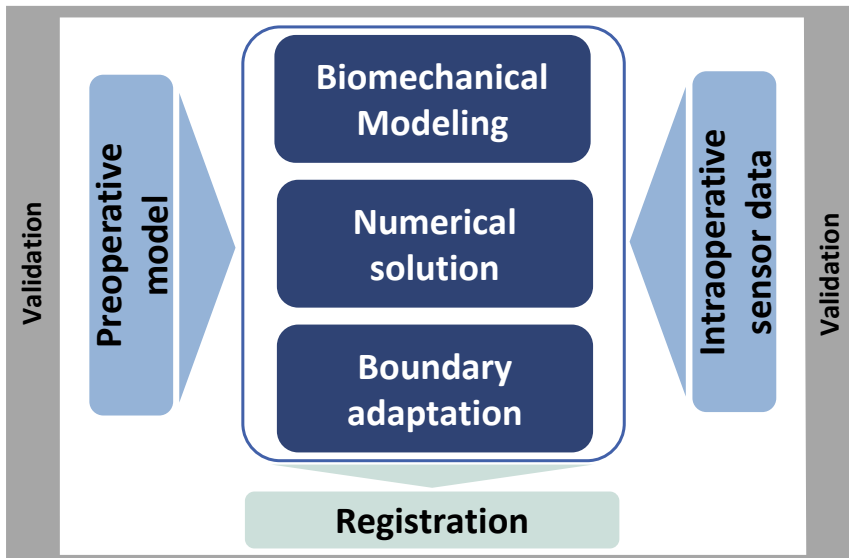 Validation
Preoperative
model
Biomechanical
Modeling
Numerical
solution
Boundary
adaptation
Intraoperative
sensor data
Validation
Registration